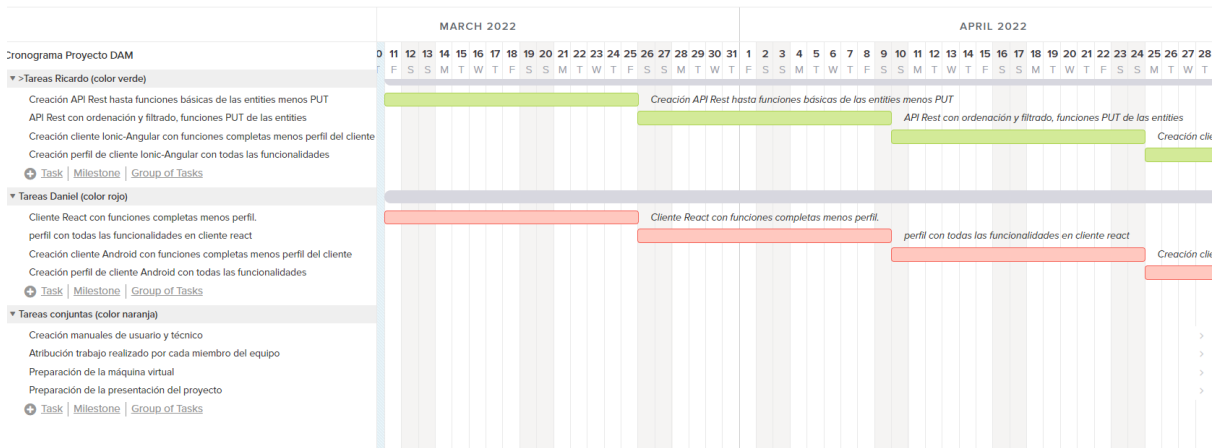 MARCH 2022 APRIL 2022
Cronograma Proyecto DAM 0 11 12 13 14 15 16 17 18 19 20 21 22 23 24 25 26 27 28 29 30 31 1 2 3 4 5 6 7 8 9 10 11 12 13 14 15 16 17 18 19 20 21 22 23 24 25 26 27 28
T F S S M T W T F S S M T W T F S S M T W T F S S M T W T F S S M T W T F S S M T W T F S S M T W T
>Tareas Ricardo (color verde)
Creación API Rest hasta funciones básicas de las entities menos PUT Creación API Rest hasta funciones básicas de las entities menos PUT
API Rest con ordenación y filtrado, funciones PUT de las entities API Rest con ordenación y filtrado, funciones PUT de las entities
Creación cliente Ionic-Angular con funciones completas menos perfil del cliente Creación clie
Creación perfil de cliente Ionic-Angular con todas las funcionalidades
Task | Milestone | Group of Tasks
Tareas Daniel (color rojo)
Cliente React con funciones completas menos perfil. Cliente React con funciones completas menos perfil.
perfil con todas las funcionalidades en cliente react perfil con todas las funcionalidades en cliente react
Creación cliente Android con funciones completas menos perfil del cliente Creación clie
Creación perfil de cliente Android con todas las funcionalidades
Task | Milestone | Group of Tasks
Tareas conjuntas (color naranja)
Creación manuales de usuario y técnico
Atribución trabajo realizado por cada miembro del equipo
Preparación de la máquina virtual
Preparación de la presentación del proyecto
Task | Milestone | Group of Tasks